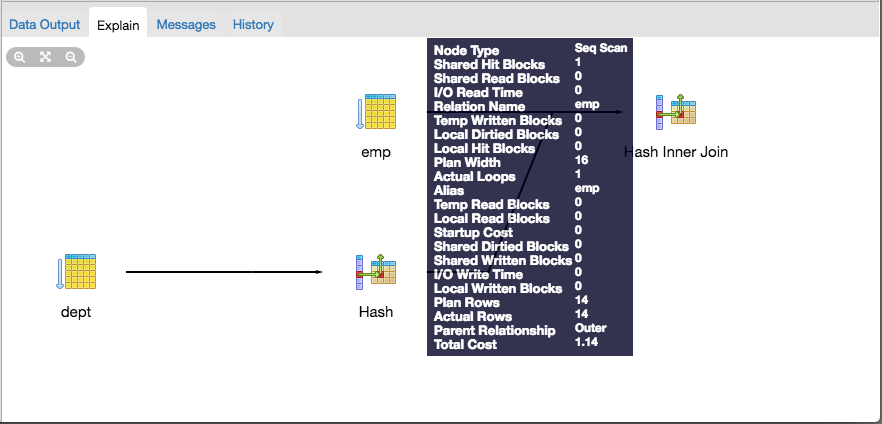 Data Output Explain Messages History
Node Type Seq Scan
Shared Hit Blocks 1
Shared Read Blocks 0
I/O Read Time 0
Relation Name emp
Temp Written Blocks 0
Local Dirtied Blocks 0
Local Hit Blocks 0
Plan Width 16
Actual Loops 1
Alias emp
Temp Read Blocks 0
Local Read Blocks 0
Startup Cost 0
Shared Dirtied Blocks 0
Shared Written Blocks 0
I/O Write Time 0
Local Written Blocks 0
Plan Rows 14
Actual Rows 14
Parent Relationship Outer
Total Cost 1.14
emp
Hash Inner Join
dept
Hash